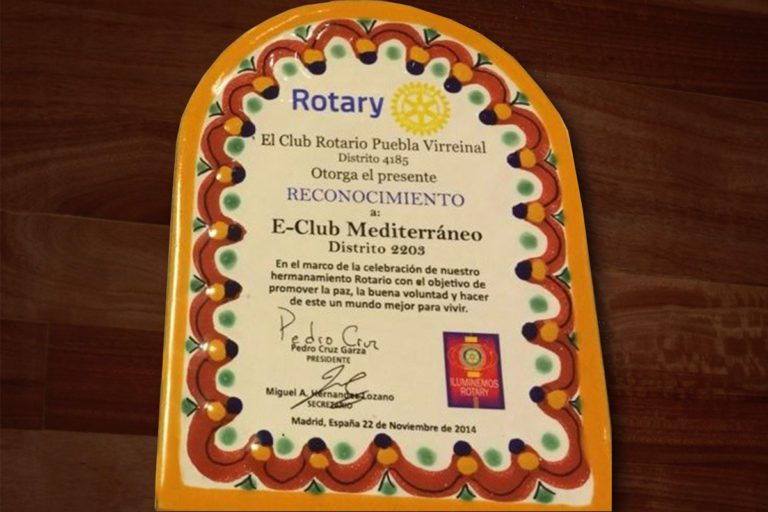 Rotary
El Club Rotario Puebla Virreinal
Distrito 4185
Otorga el presente
RECONOCIMIENTO
a:
E-Club Mediterráneo
Distrito 2203
En el marco de la celebración de nuestro
hermanamiento Rotario con el objetivo de
promover la paz, la buena voluntad y hacer
de este un mundo mejor para vivir.
Pedro Cruz
Pedro Cruz Garza
PRESIDENTE
Miguel A. Hernandez Lozano
SECRETARIO
ILUMINEMOS
ROTARY
Madrid, España 22 de Noviembre de 2014